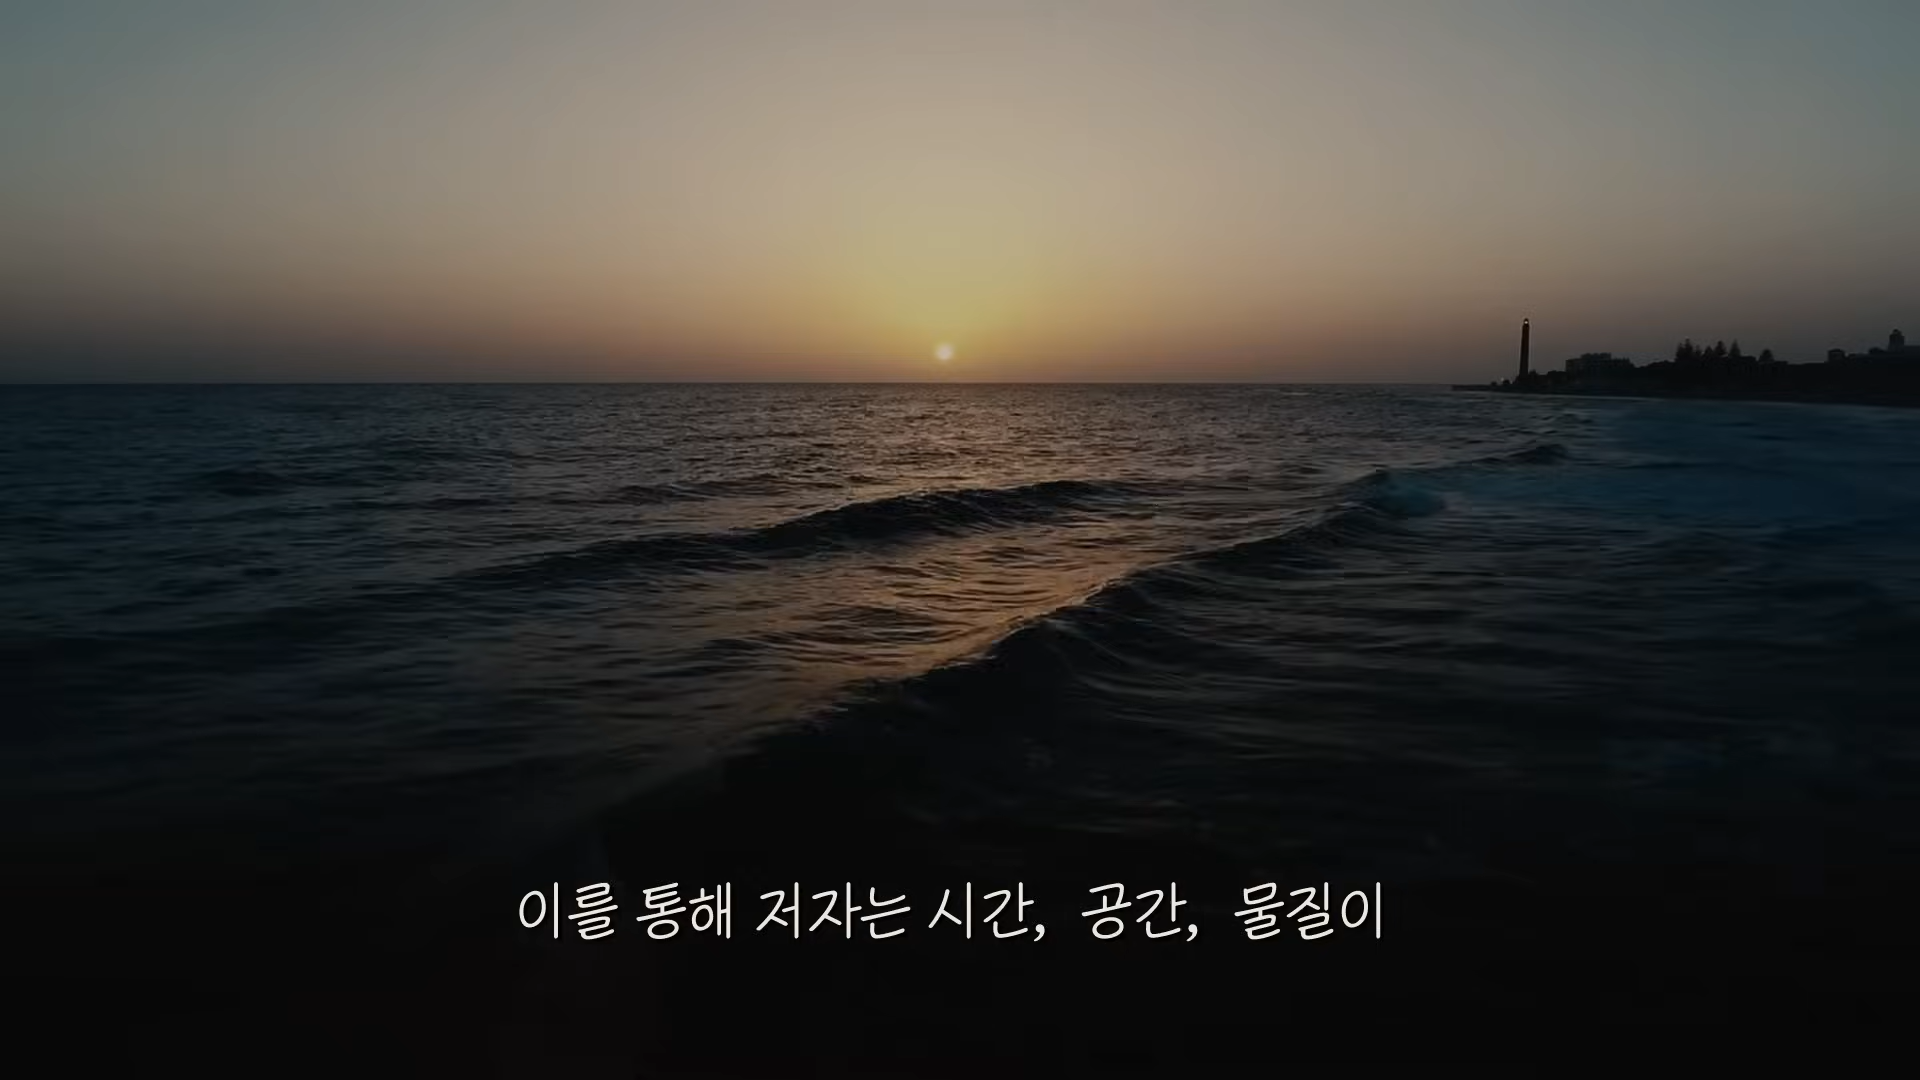 이를 통해 저자는 시간, 공간, 물질이